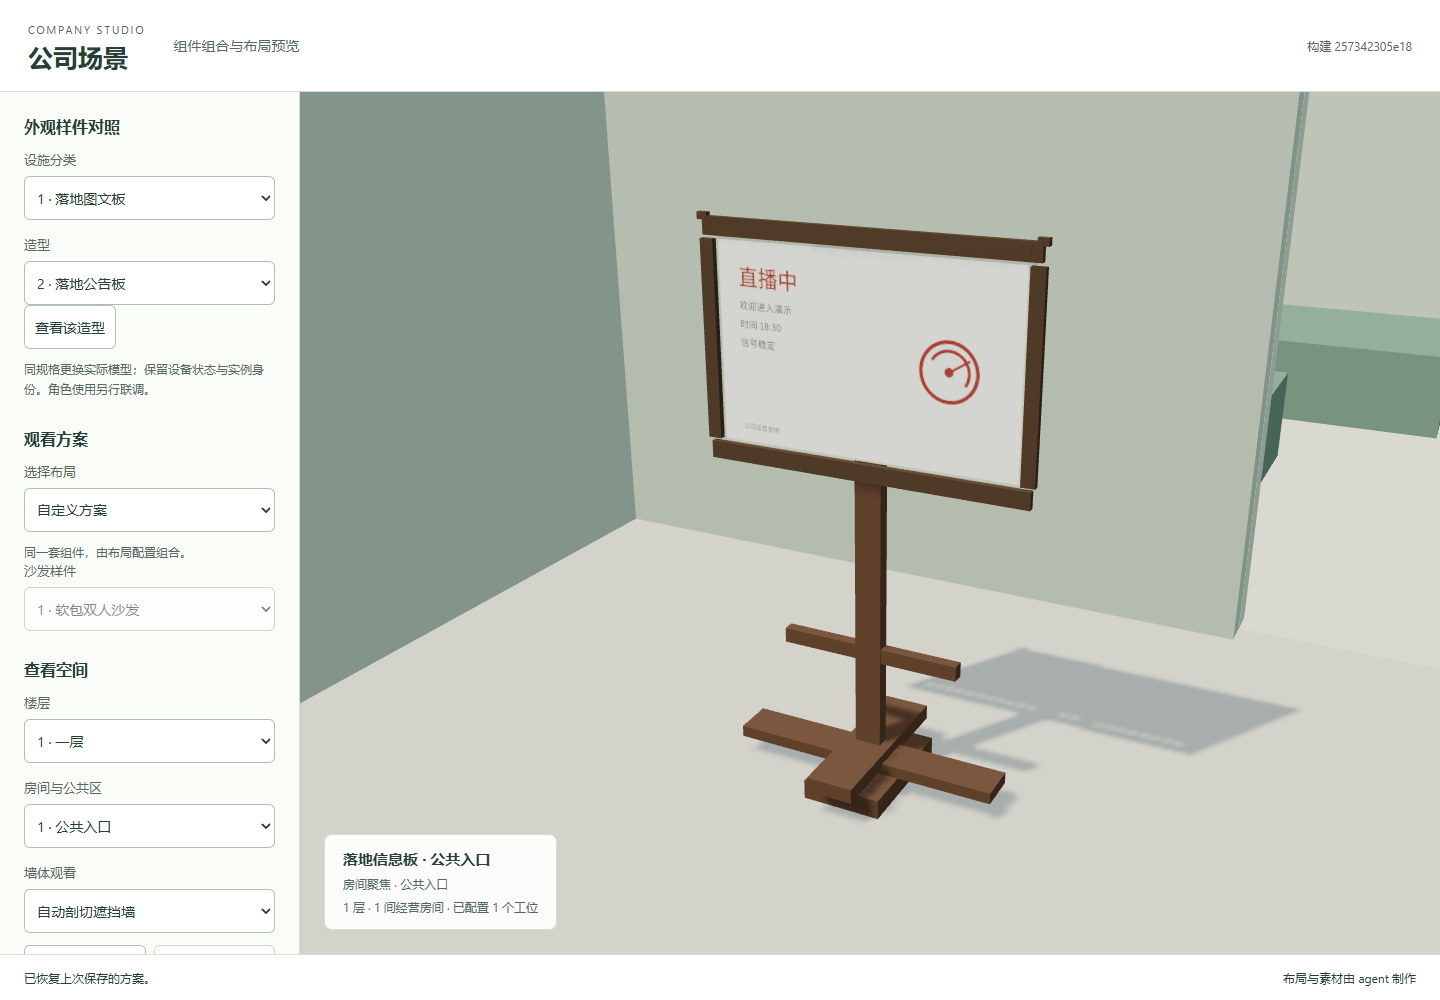 COMPANY STUDIO
公司场景
组件组合与布局预览
构建 257342305e18
外观样件对照
设施分类
1 · 落地图文板
造型
2 · 落地公告板
查看该造型
同规格更换实际模型；保留设备状态与实例身
份。角色使用另行联调。
观看方案
选择布局
自定义方案
同一套组件，由布局配置组合。
沙发样件
1 · 软包双人沙发
查看空间
楼层
1 · 一层
房间与公共区
1 · 公共入口
墙体观看
自动剖切遮挡墙
直播中
欢迎进入演示
时间 18:30
信号稳定
落地信息板 · 公共入口
房间聚焦 · 公共入口
1 层 · 1 间经营房间 · 已配置 1 个工位
已恢复上次保存的方案。
布局与素材由 agent 制作